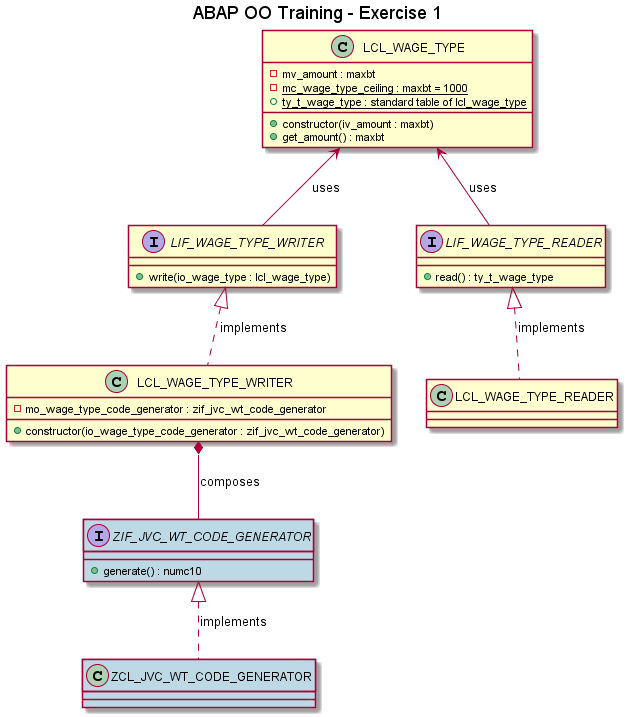 ABAP OO Training - Exercise 1
C LCL_WAGE_TYPE
mv_amount : maxbt
mc_wage_type_ceiling : maxbt = 1000
ty_t_wage_type : standard table of lcl_wage_type
constructor(iv_amount : maxbt)
get_amount() : maxbt
uses
uses
I LIF_WAGE_TYPE_WRITER
write(io_wage_type : lcl_wage_type)
I LIF_WAGE_TYPE_READER
read() : ty_t_wage_type
implements
implements
C LCL_WAGE_TYPE_WRITER
mo_wage_type_code_generator : zif_jvc_wt_code_generator
constructor(io_wage_type_code_generator : zif_jvc_wt_code_generator)
C LCL_WAGE_TYPE_READER
composes
I ZIF_JVC_WT_CODE_GENERATOR
generate() : numc10
implements
C ZCL_JVC_WT_CODE_GENERATOR